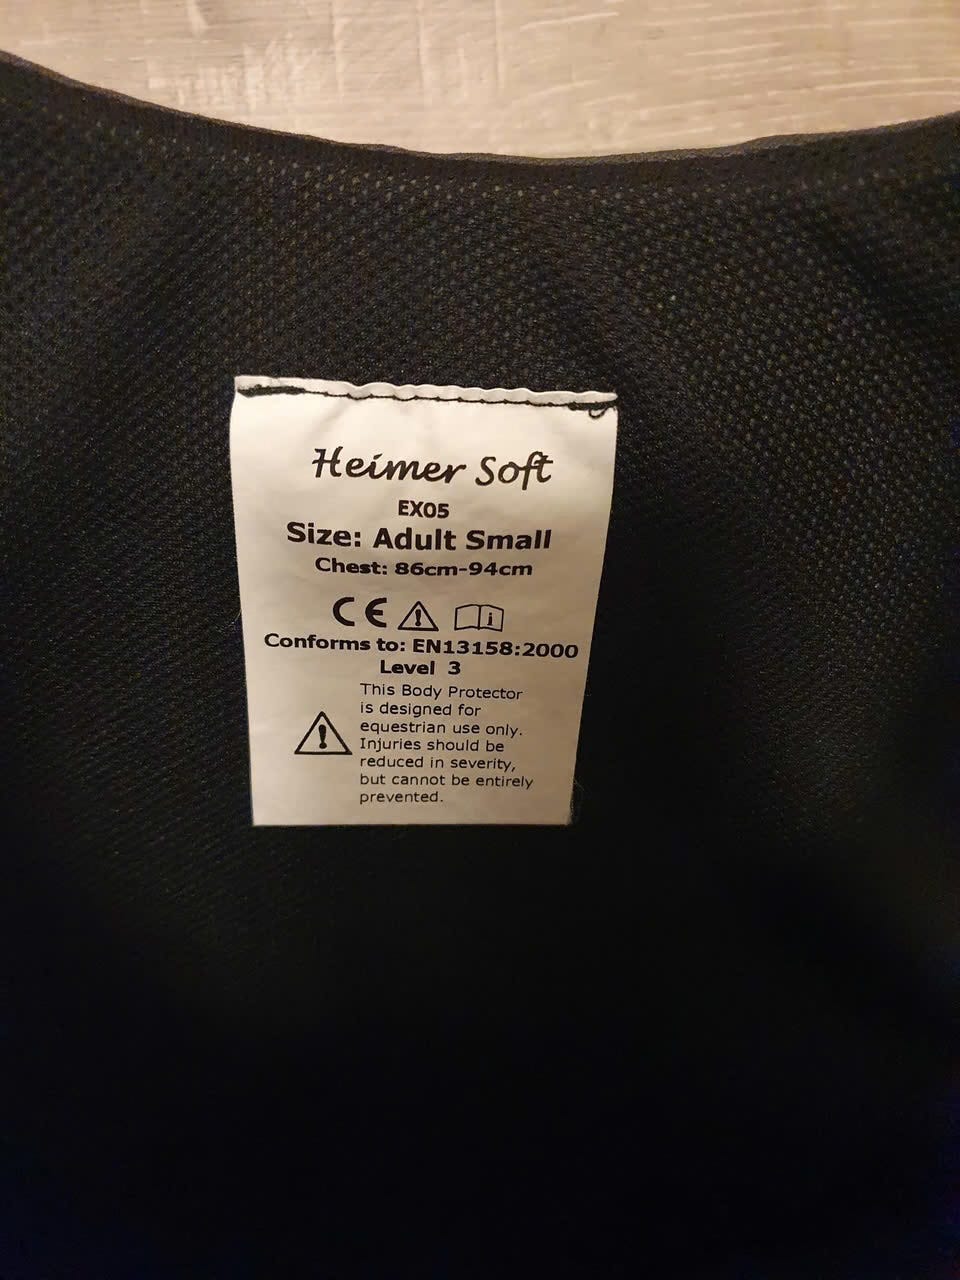 Heimer Soft
EX05
Size: Adult Small
Chest: 86cm-94cm
CE
Conforms to: EN13158:2000
Level 3
This Body Protector
is designed for
equestrian use only.
Injuries should be
reduced in severity,
but cannot be entirely
prevented.